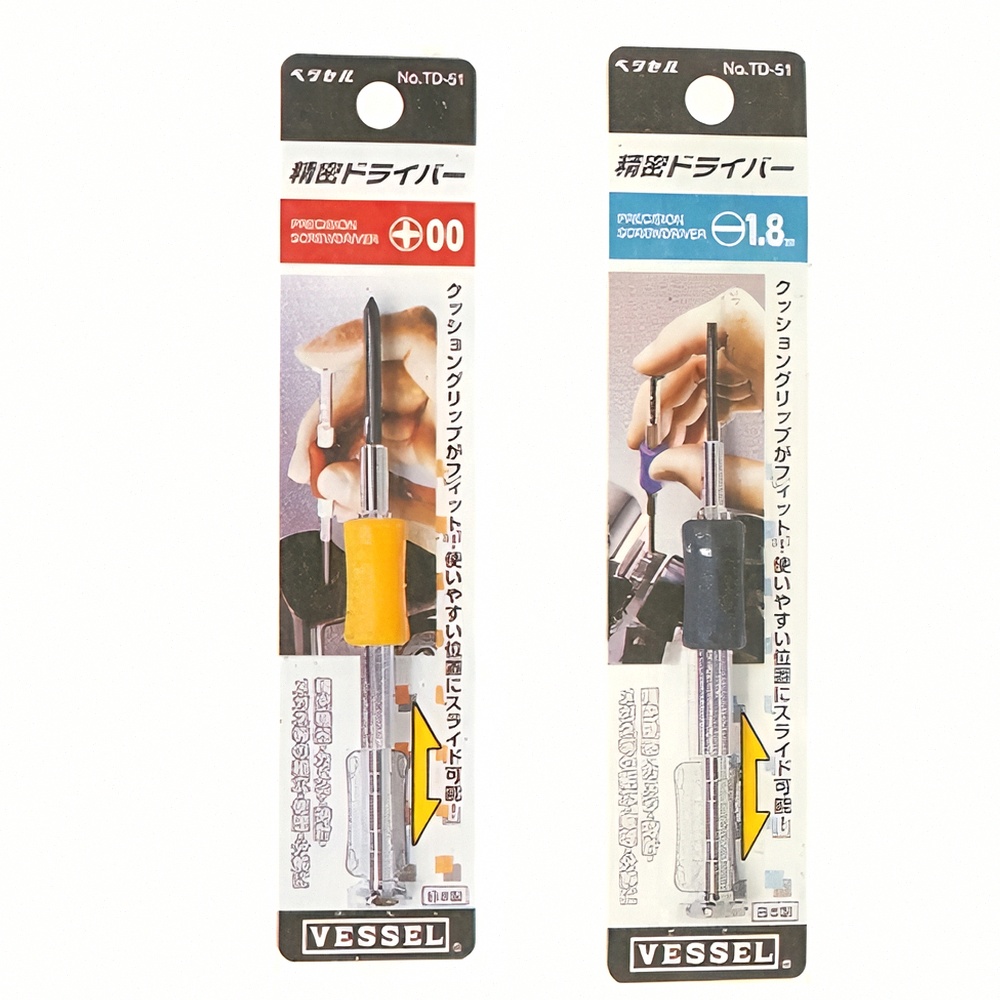 ベッセル No.TD-51
精密ドライバー
PRECISION
SCREWDRIVER
⊕00
クッショングリップがフィット!使いやすい位置にスライド可能!
VESSEL
ベッセル No.TD-51
精密ドライバー
PRECISION
SCREWDRIVER
⊖1.8
クッショングリップがフィット!使いやすい位置にスライド可能!
VESSEL